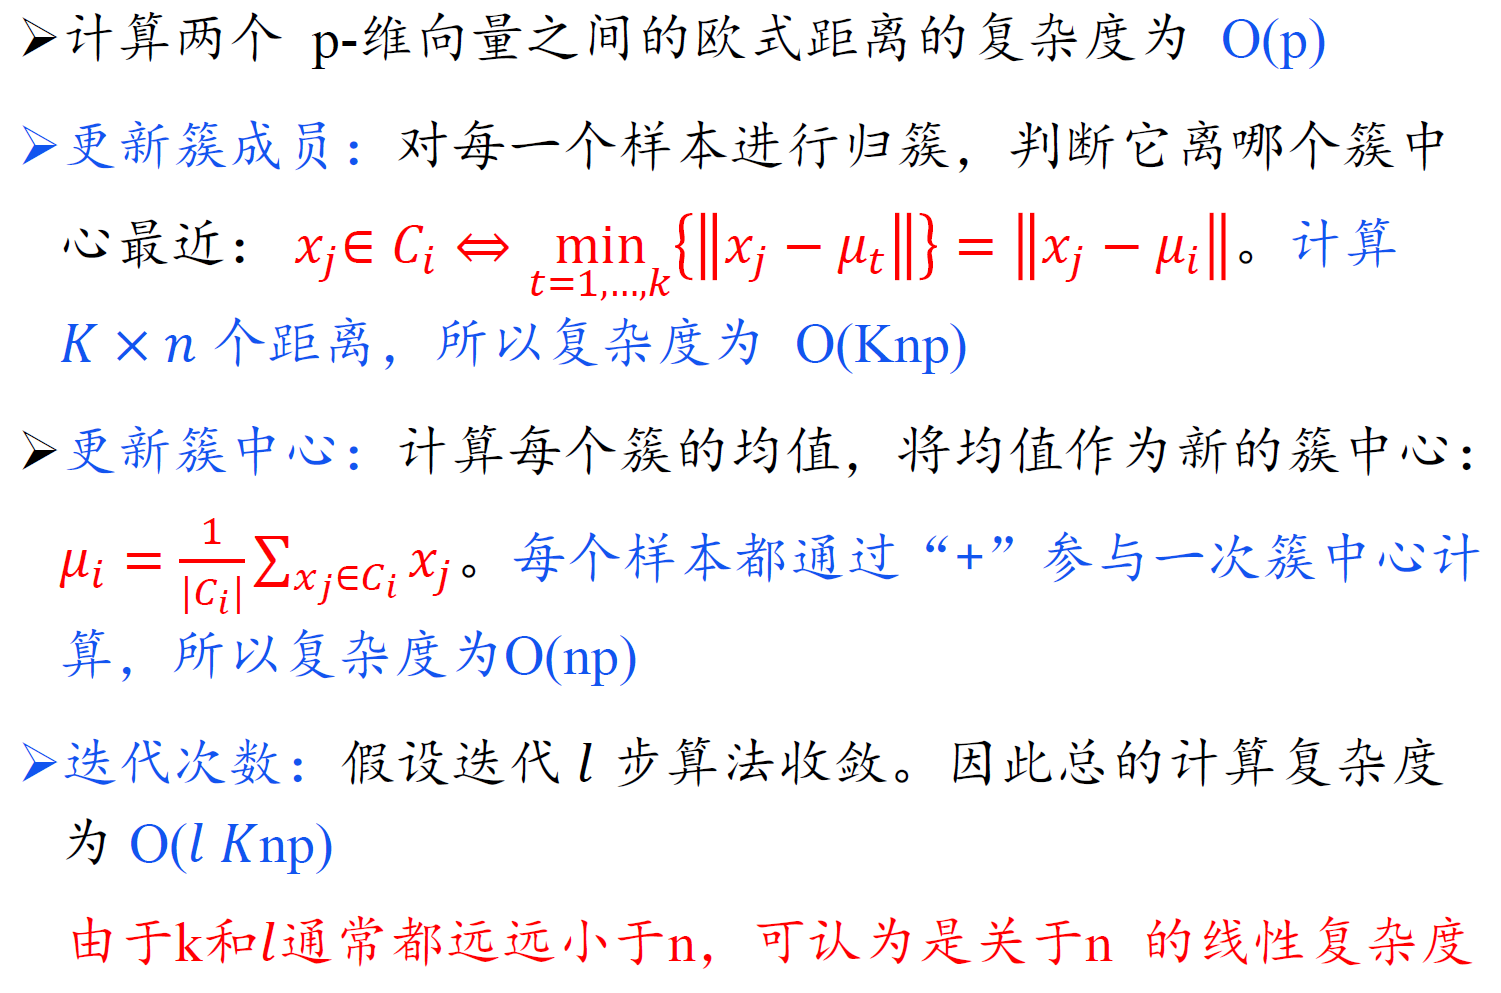 ➢计算两个 p-维向量之间的欧式距离的复杂度为 O(p)
➢更新簇成员：对每一个样本进行归簇，判断它离哪个簇中
心最近： $x_j \in C_i \Leftrightarrow \min_{t=1,...,k} \{\|x_j - \mu_t\|\} = \|x_j - \mu_i\|$。计算
$K \times n$ 个距离，所以复杂度为 O(Knp)
➢更新簇中心：计算每个簇的均值，将均值作为新的簇中心：
$\mu_i = \frac{1}{|C_i|} \sum_{x_j \in C_i} x_j$。每个样本都通过“+”参与一次簇中心计
算，所以复杂度为O(np)
➢迭代次数：假设迭代 $l$ 步算法收敛。因此总的计算复杂度
为 O($l$ $K$np)
由于k和$l$通常都远远小于n，可认为是关于n 的线性复杂度